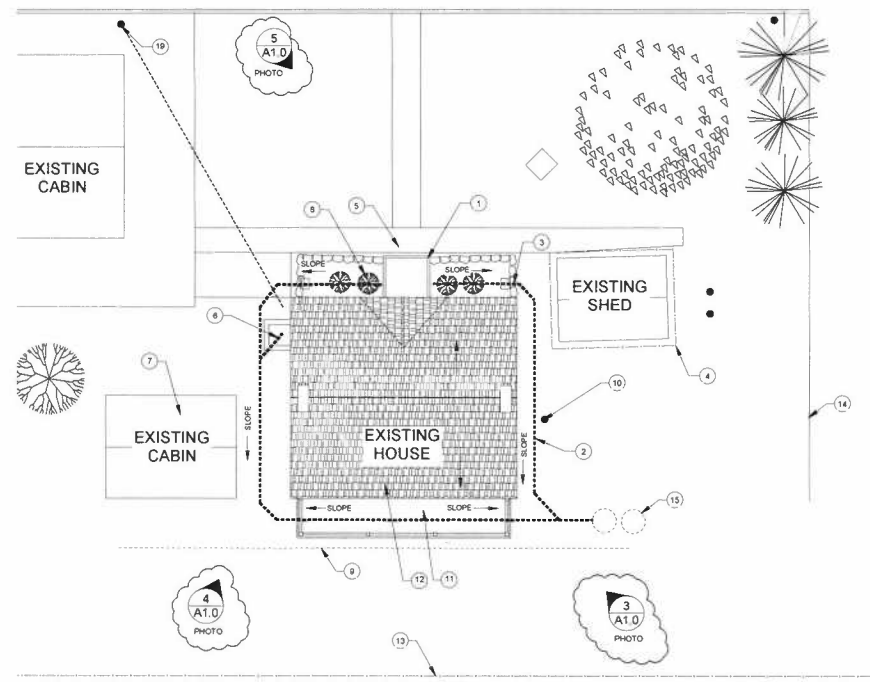 19
5
A1.0
PHOTO
EXISTING
CABIN
8
5
1
3
SLOPE
SLOPE
EXISTING
SHED
6
7
4
10
14
EXISTING
CABIN
SLOPE
EXISTING
HOUSE
SLOPE
2
SLOPE
SLOPE
15
9
12
11
4
A1.0
PHOTO
3
A1.0
PHOTO
13